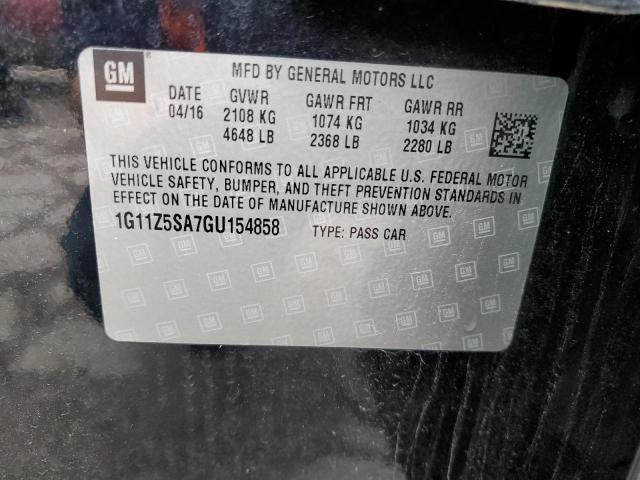 GM ® MFD BY GENERAL MOTORS LLC
DATE GVWR GAWR FRT GAWR RR
04/16 2108 KG 1074 KG 1034 KG
4648 LB 2368 LB 2280 LB
THIS VEHICLE CONFORMS TO ALL APPLICABLE U.S. FEDERAL MOTOR
VEHICLE SAFETY, BUMPER, AND THEFT PREVENTION STANDARDS IN
EFFECT ON THE DATE OF MANUFACTURE SHOWN ABOVE.
1G11Z5SA7GU154858 TYPE: PASS CAR